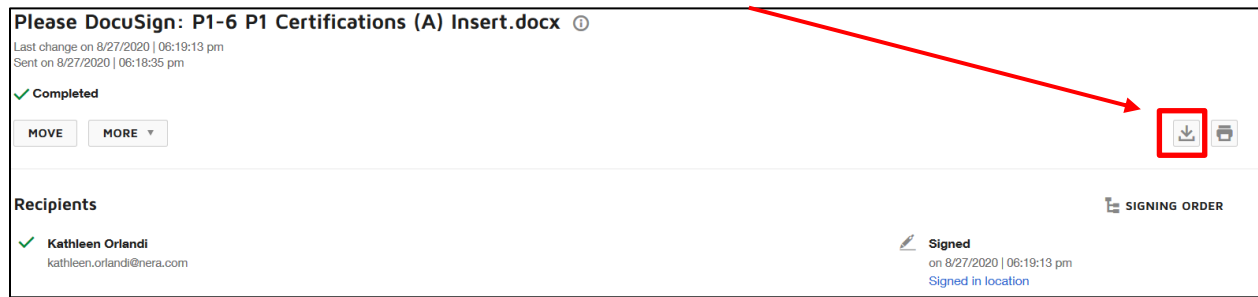 Please DocuSign: P1-6 P1 Certifications (A) Insert.docx
Last change on 8/27/2020 | 06:19:13 pm
Sent on 8/27/2020 | 06:18:35 pm
Completed
MOVE MORE
Recipients SIGNING ORDER
Kathleen Orlandi Signed
kathleen.orlandi@nera.com on 8/27/2020 | 06:19:13 pm
Signed in location